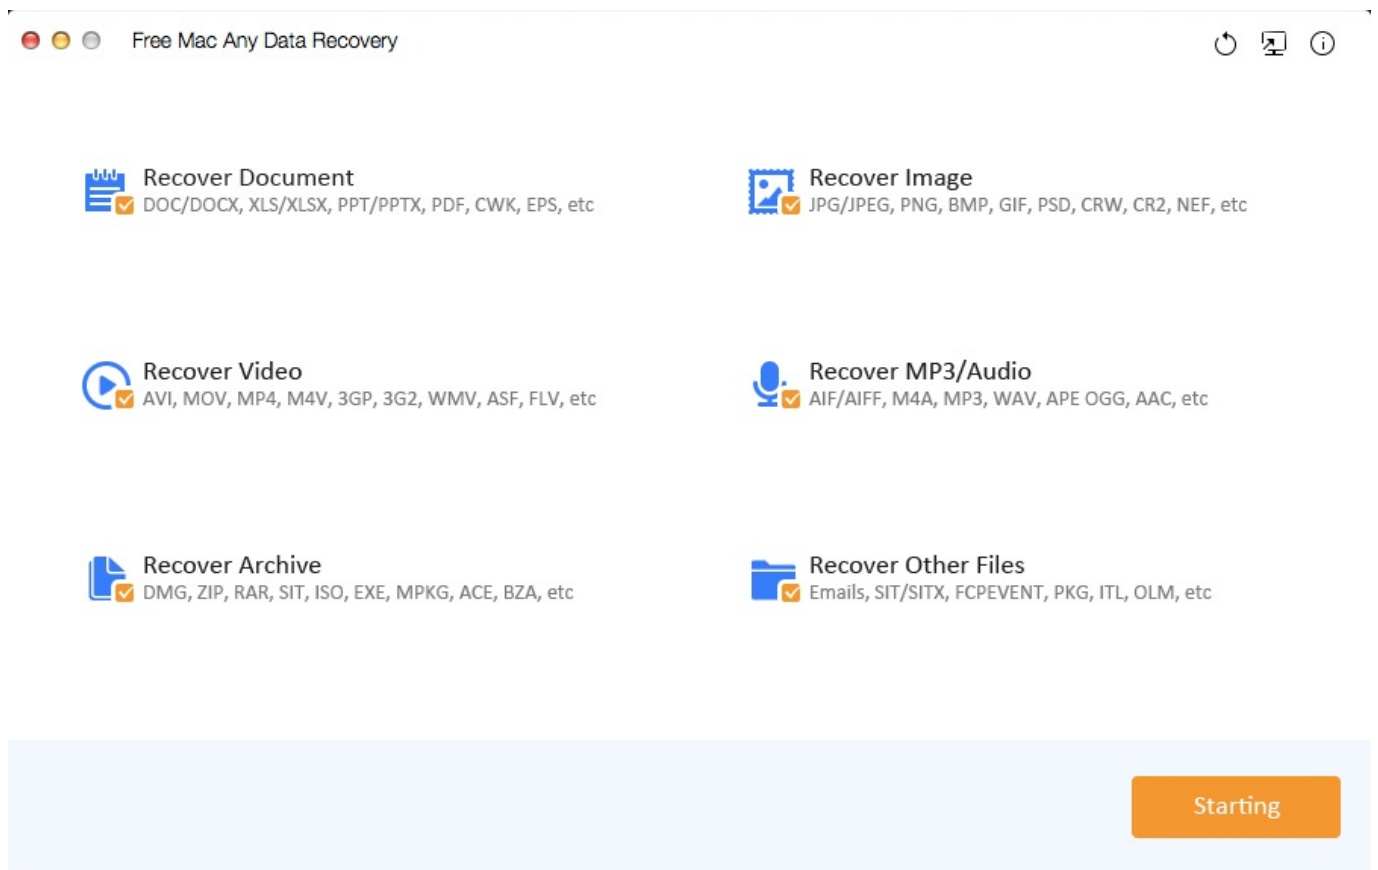 Free Mac Any Data Recovery
Recover Document
DOC/DOCX, XLS/XLSX, PPT/PPTX, PDF, CWK, EPS, etc
Recover Image
JPG/JPEG, PNG, BMP, GIF, PSD, CRW, CR2, NEF, etc
Recover Video
AVI, MOV, MP4, M4V, 3GP, 3G2, WMV, ASF, FLV, etc
Recover MP3/Audio
AIF/AIFF, M4A, MP3, WAV, APE OGG, AAC, etc
Recover Archive
DMG, ZIP, RAR, SIT, ISO, EXE, MPKG, ACE, BZA, etc
Recover Other Files
Emails, SIT/SITX, FCPEVENT, PKG, ITL, OLM, etc
Starting